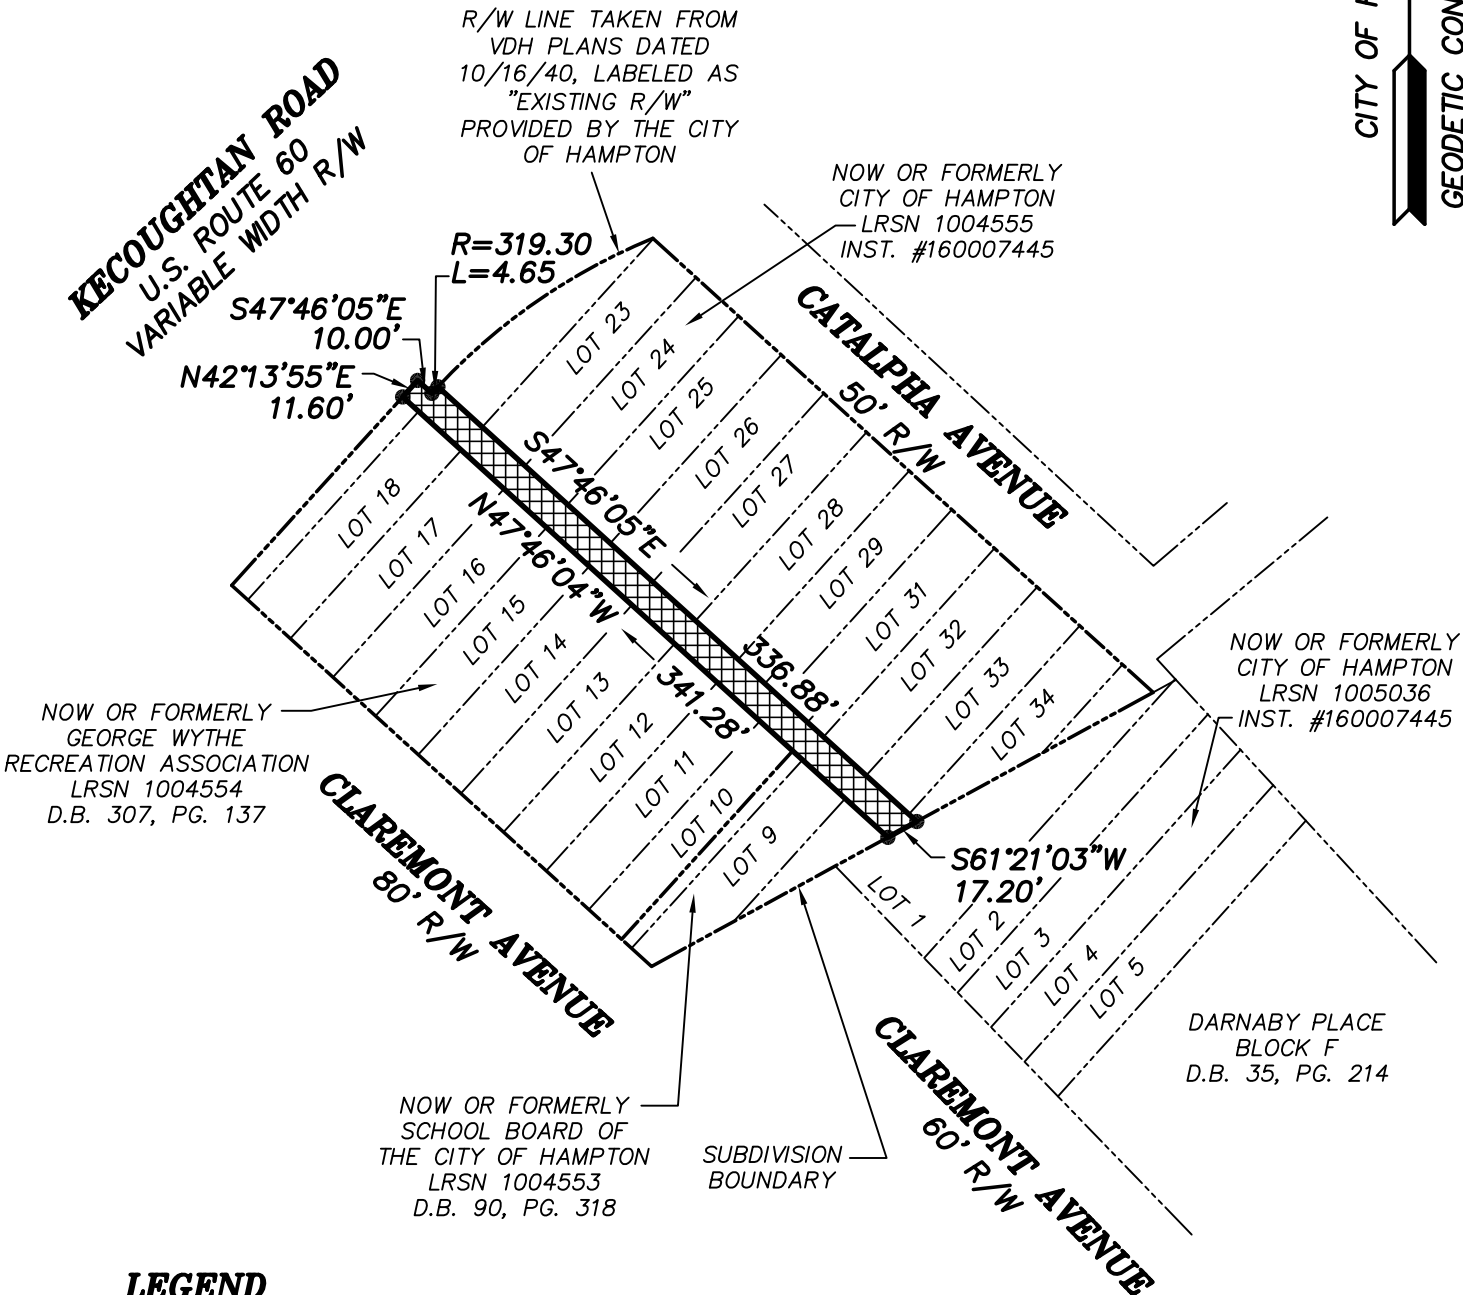 R/W LINE TAKEN FROM
VDH PLANS DATED
10/16/40, LABELED AS
"EXISTING R/W"
PROVIDED BY THE CITY
OF HAMPTON
CITY OF
GEODETIC CON
KECOUGHTAN ROAD
U.S. ROUTE 60
VARIABLE WIDTH R/W
NOW OR FORMERLY
CITY OF HAMPTON
LRSN 1004555
INST. #160007445
R=319.30
L=4.65
S47°46'05"E
10.00'
N42°13'55"E
11.60'
CATALPHA AVENUE
50' R/W
LOT 23
LOT 24
LOT 25
LOT 26
LOT 27
LOT 28
LOT 29
LOT 31
LOT 32
LOT 33
LOT 34
S47°46'05"E
336.88'
N47°46'04"W
341.28'
LOT 18
LOT 17
LOT 16
LOT 15
LOT 14
LOT 13
LOT 12
LOT 11
LOT 10
LOT 9
NOW OR FORMERLY
CITY OF HAMPTON
LRSN 1005036
INST. #160007445
NOW OR FORMERLY
GEORGE WYTHE
RECREATION ASSOCIATION
LRSN 1004554
D.B. 307, PG. 137
CLAREMONT AVENUE
80' R/W
S61°21'03"W
17.20'
LOT 1
LOT 2
LOT 3
LOT 4
LOT 5
DARNABY PLACE
BLOCK F
D.B. 35, PG. 214
CLAREMONT AVENUE
60' R/W
NOW OR FORMERLY
SCHOOL BOARD OF
THE CITY OF HAMPTON
LRSN 1004553
D.B. 90, PG. 318
SUBDIVISION
BOUNDARY
LEGEND